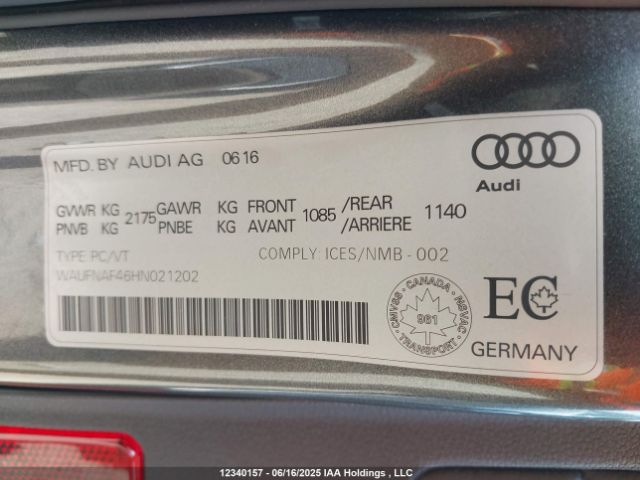 MFD. BY AUDI AG 0616
Audi
GVWR KG 2175 GAWR KG FRONT 1085 /REAR 1140
PNVB KG PNBE KG AVANT /ARRIERE
TYPE: PC/VT COMPLY: ICES/NMB - 002
WAUFNAF46HN021202
CANADA
CMVSS NSVAC
961
TRANSPORT
EC
GERMANY
12340157 - 06/16/2025 IAA Holdings , LLC